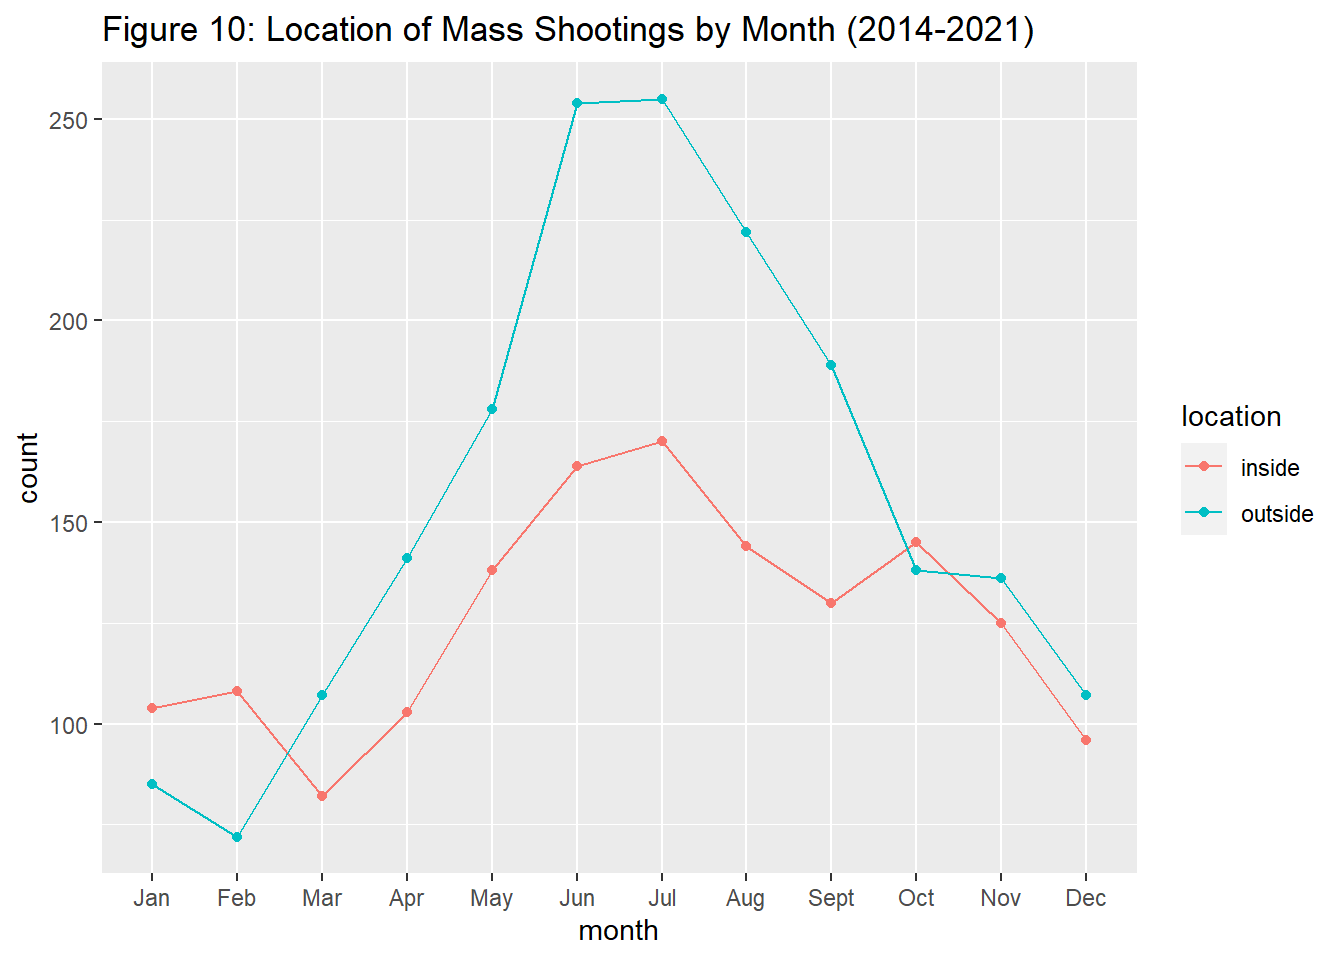 Figure 10: Location of Mass Shootings by Month (2014-2021)
250
200
150
100
count
Jan Feb Mar Apr May Jun Jul Aug Sept Oct Nov Dec
month
location
inside
outside